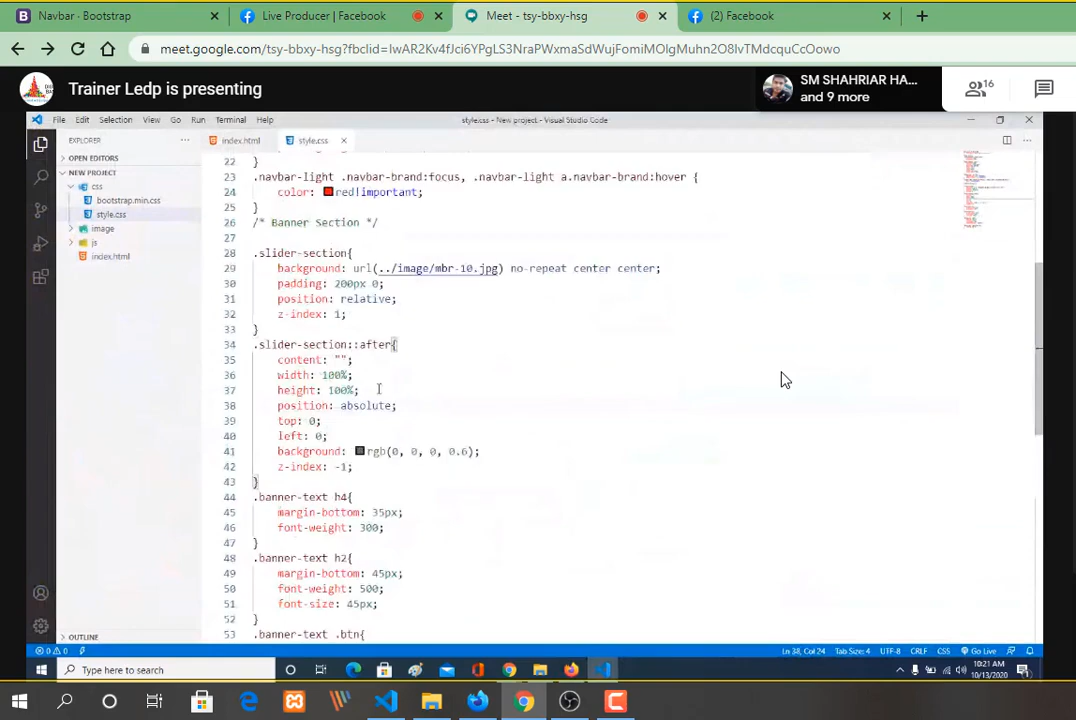 Navbar - Bootstrap
Live Producer | Facebook
Meet - tsy-bbxy-hsg
(2) Facebook
meet.google.com/tsy-bbxy-hsg?fbclid=IwAR2Kv4fJci6YPgLS3NraPWxmaSdWujFomiMOlgMuhn2O8IvTMdcquCcOowo
Trainer Ledp is presenting
SM SHAHRIAR HA...
and 9 more
16
File Edit Selection View Go Run Terminal Help
style.css - New project - Visual Studio Code
EXPLORER
index.html
style.css
OPEN EDITORS
NEW PROJECT
css
bootstrap.min.css
style.css
image
js
index.html
OUTLINE
22 }
23 .navbar-light .navbar-brand:focus, .navbar-light a.navbar-brand:hover {
24 color: red!important;
25 }
26 /* Banner Section */
27
28 .slider-section{
29 background: url(../image/mbr-10.jpg) no-repeat center center;
30 padding: 200px 0;
31 position: relative;
32 z-index: 1;
33 }
34 .slider-section::after{
35 content: "";
36 width: 100%;
37 height: 100%;
38 position: absolute;
39 top: 0;
40 left: 0;
41 background: rgb(0, 0, 0, 0.6);
42 z-index: -1;
43 }
44 .banner-text h4{
45 margin-bottom: 35px;
46 font-weight: 300;
47 }
48 .banner-text h2{
49 margin-bottom: 45px;
50 font-weight: 500;
51 font-size: 45px;
52 }
53 .banner-text .btn{
0 0
Ln 38, Col 24 Tab Size: 4 UTF-8 CRLF CSS Go Live
Type here to search
10:21 AM
10/13/2020